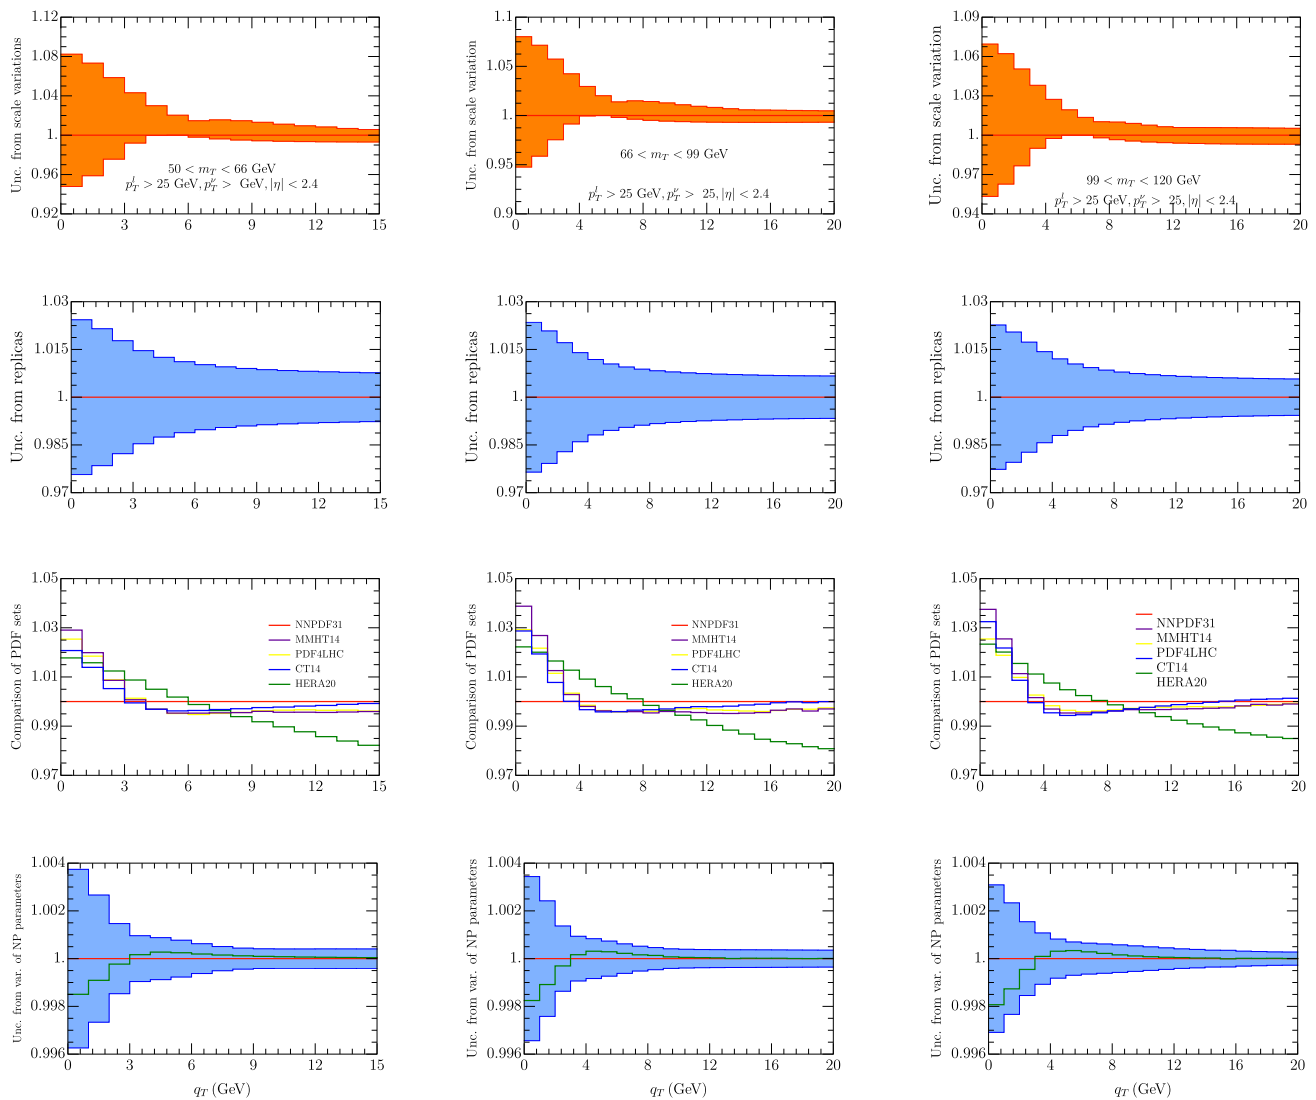 Unc. from scale variations
1.12
1.08
1.04
1.
0.96
0.92
50 < m_T < 66 GeV
p_T^l > 25 GeV, p_T^ν > GeV, |η| < 2.4
0 3 6 9 12 15
Unc. from scale variation
1.1
1.05
1.
0.95
0.9
66 < m_T < 99 GeV
p_T^l > 25 GeV, p_T^ν > 25, |η| < 2.4
0 4 8 12 16 20
Unc. from scale variation
1.09
1.06
1.03
1.
0.97
0.94
99 < m_T < 120 GeV
p_T^l > 25 GeV, p_T^ν > 25, |η| < 2.4
0 4 8 12 16 20
Unc. from replicas
1.03
1.015
1.
0.985
0.97
0 3 6 9 12 15
Unc. from replicas
1.03
1.015
1.
0.985
0.97
0 4 8 12 16 20
Unc. from replicas
1.03
1.015
1.
0.985
0.97
0 4 8 12 16 20
Comparison of PDF sets
1.05
1.03
1.01
0.99
0.97
NNPDF31
MMHT14
PDF4LHC
CT14
HERA20
0 3 6 9 12 15
Comparison of PDF sets
1.05
1.03
1.01
0.99
0.97
NNPDF31
MMHT14
PDF4LHC
CT14
HERA20
0 4 8 12 16 20
Comparison of PDF sets
1.05
1.03
1.01
0.99
0.97
NNPDF31
MMHT14
PDF4LHC
CT14
HERA20
0 4 8 12 16 20
Unc. from var. of NP parameters
1.004
1.002
1.
0.998
0.996
0 3 6 9 12 15
q_T (GeV)
Unc. from var. of NP parameters
1.004
1.002
1.
0.998
0.996
0 4 8 12 16 20
q_T (GeV)
Unc. from var. of NP parameters
1.004
1.002
1.
0.998
0.996
0 4 8 12 16 20
q_T (GeV)